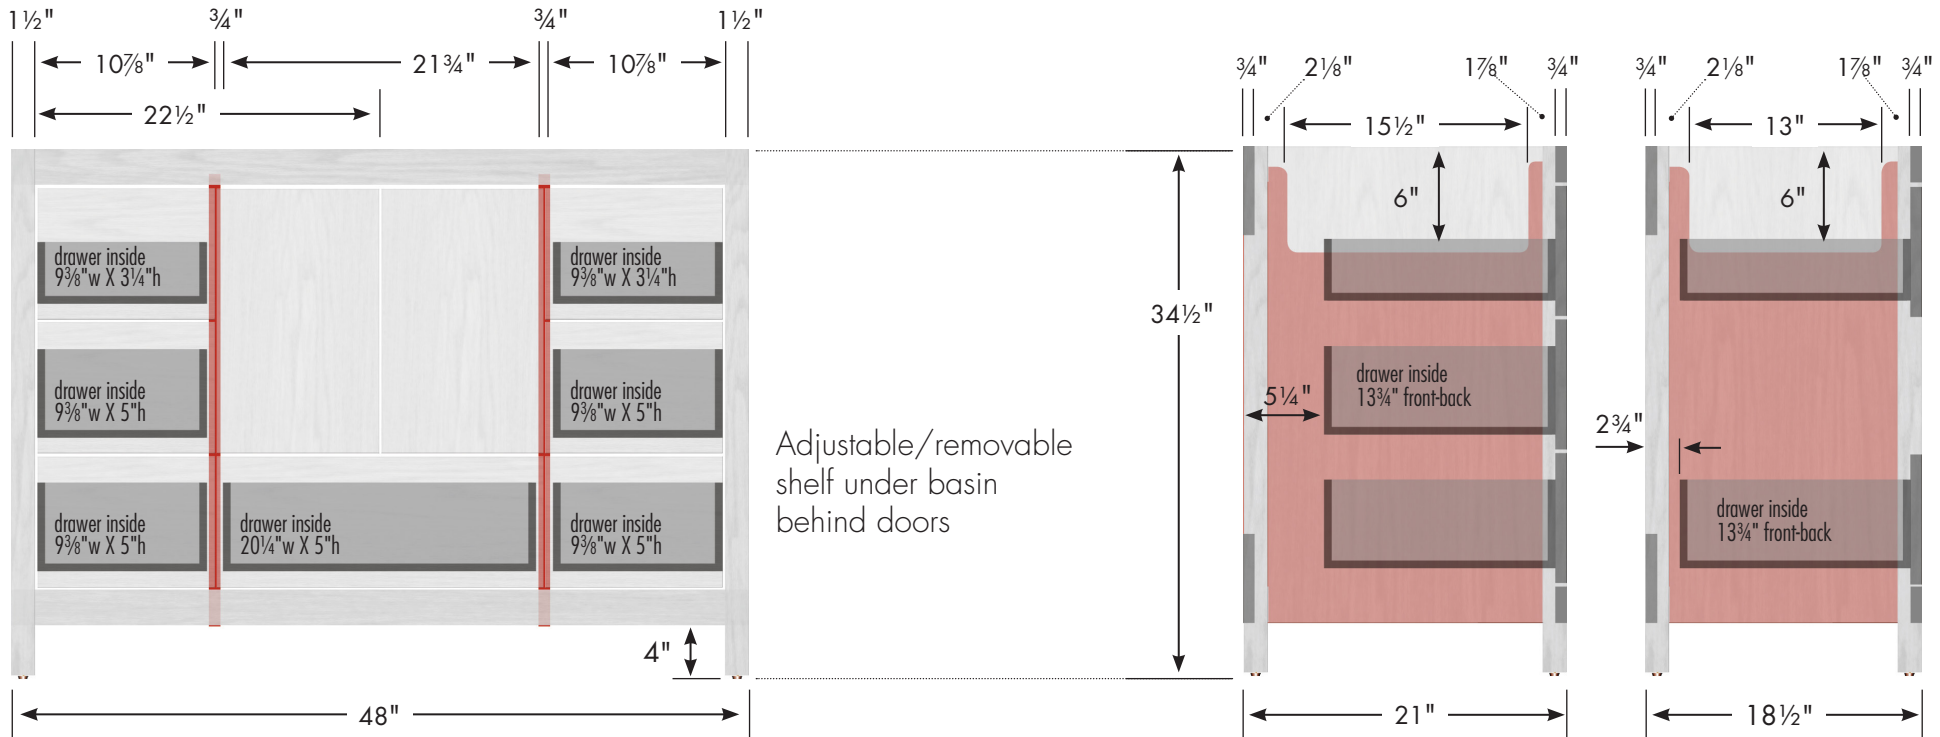 1½" ¾" ¾" 1½"
10⅞" 21¾" 10⅞"
22½"
drawer inside
9⅜"w X 3¼"h
drawer inside
9⅜"w X 3¼"h
drawer inside
9⅜"w X 5"h
drawer inside
9⅜"w X 5"h
drawer inside
9⅜"w X 5"h
drawer inside
20¼"w X 5"h
drawer inside
9⅜"w X 5"h
4"
48"
Adjustable/removable
shelf under basin
behind doors
34½"
¾" 2⅛" 1⅞" ¾"
15½"
6"
drawer inside
13¾" front-back
5¼"
21"
¾" 2⅛" 1⅞" ¾"
13"
6"
2¾"
drawer inside
13¾" front-back
18½"